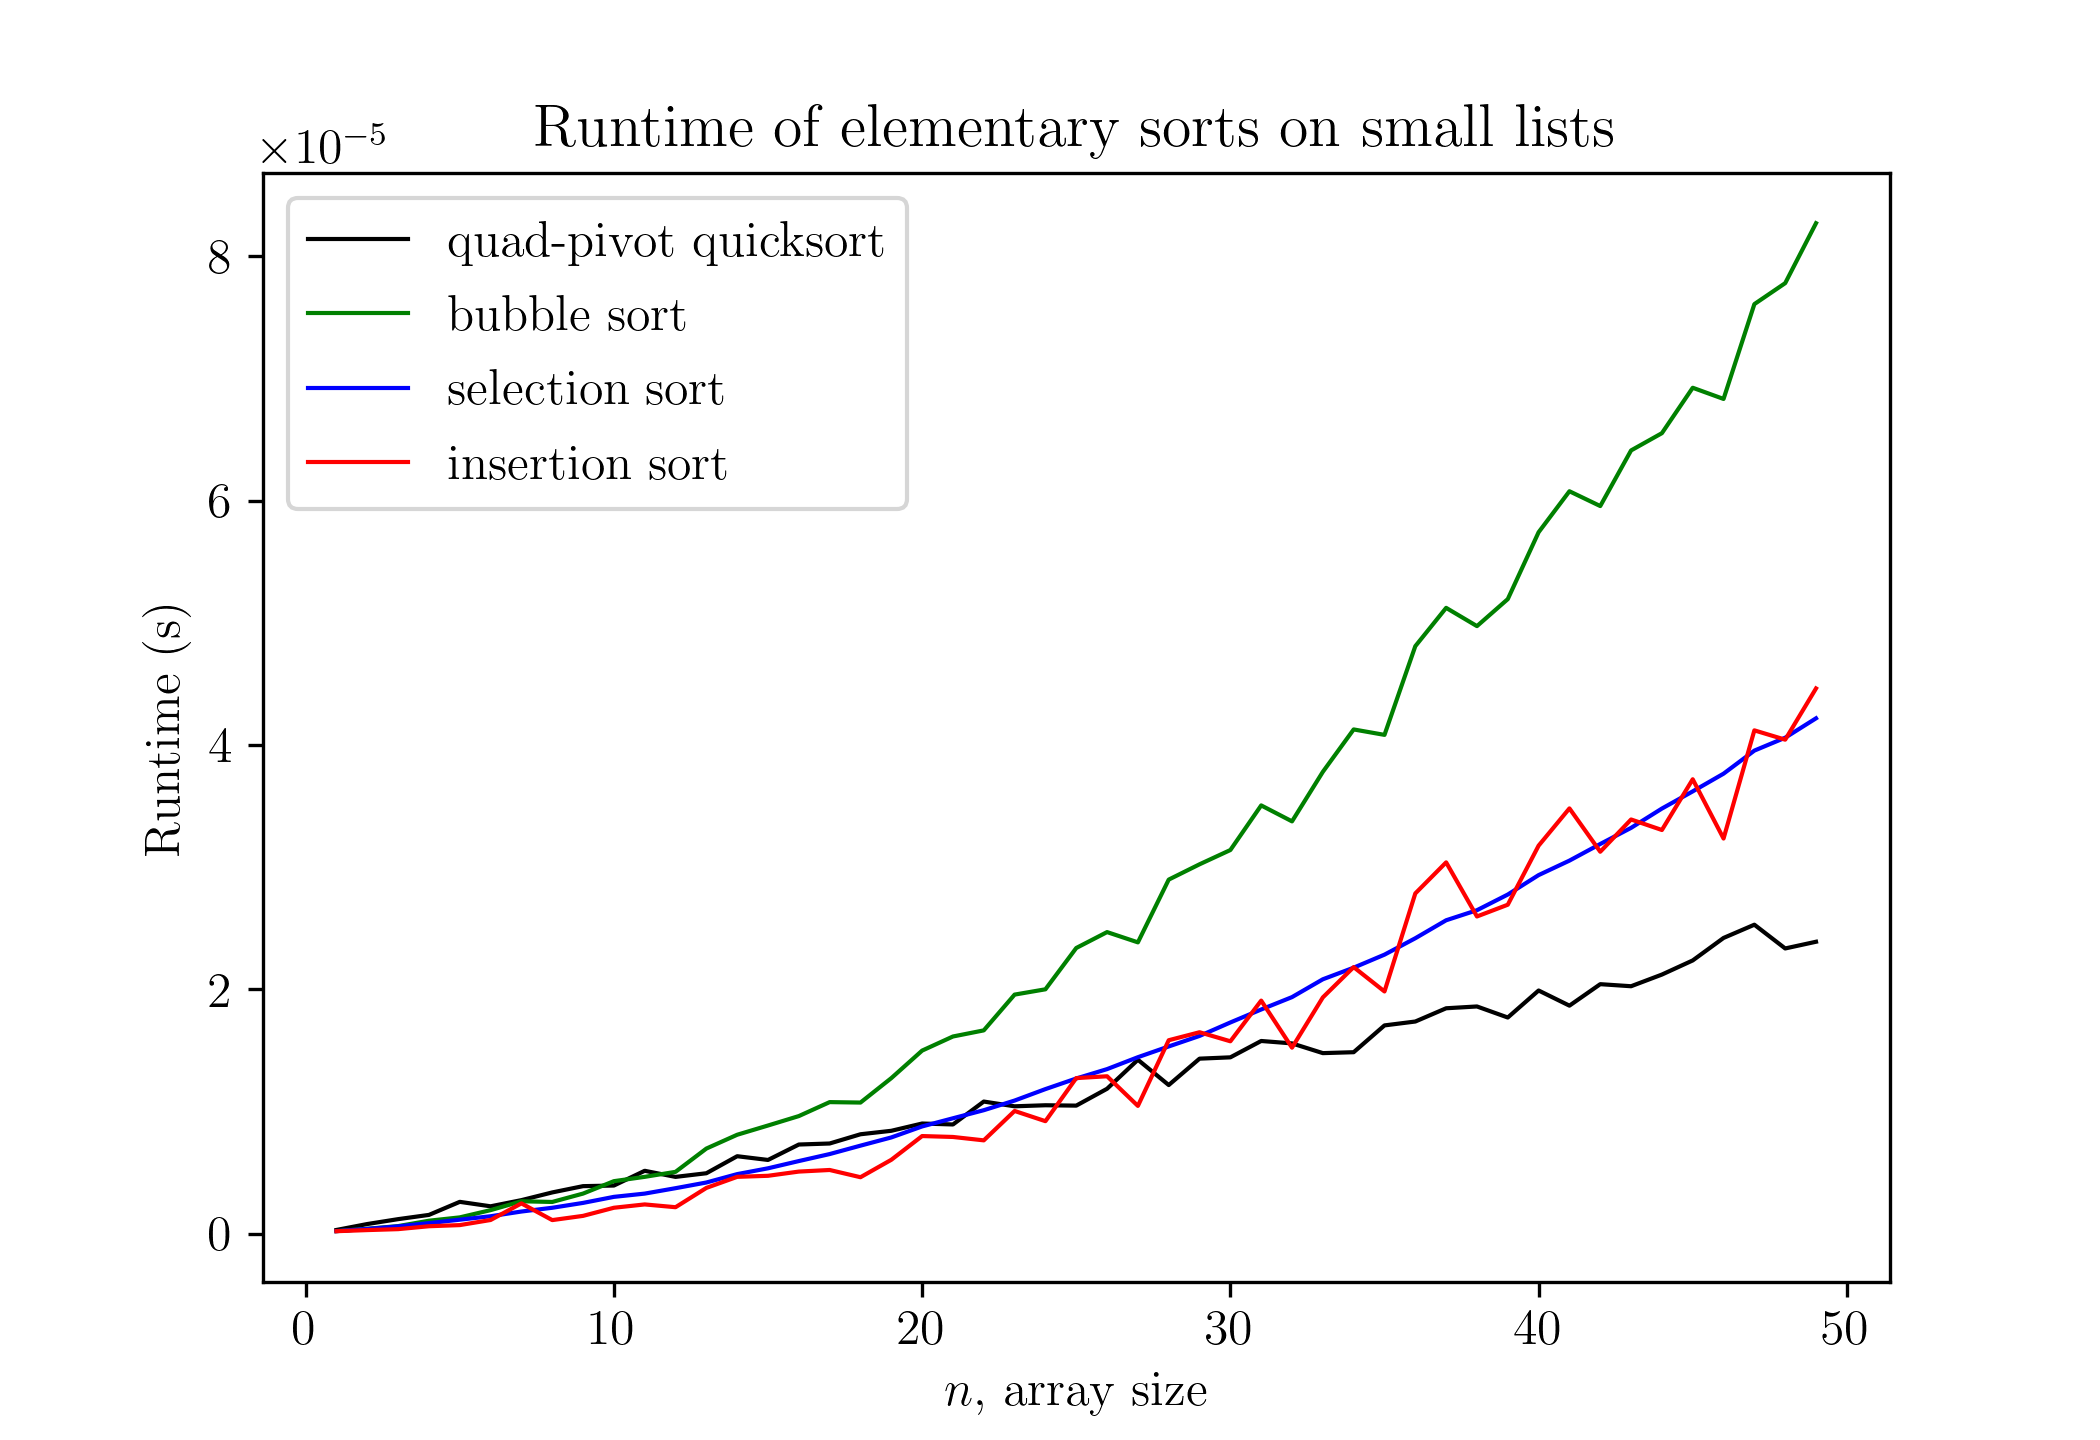 Runtime of elementary sorts on small lists
×10⁻⁵
quad-pivot quicksort
bubble sort
selection sort
insertion sort
8
6
4
2
0
Runtime (s)
0 10 20 30 40 50
n, array size